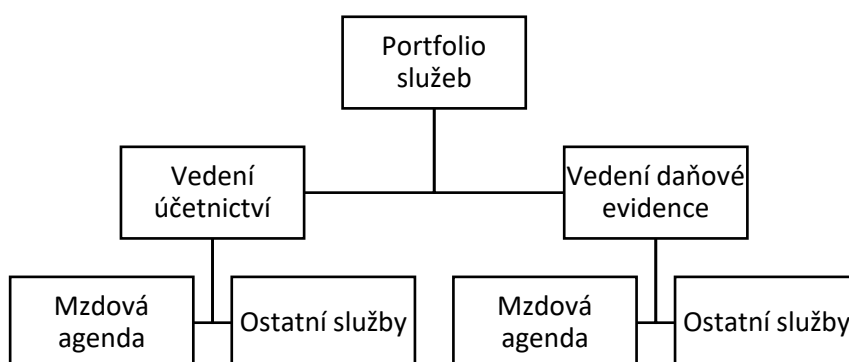 Portfolio
služeb
Vedení
účetnictví
Vedení daňové
evidence
Mzdová
agenda
Ostatní služby
Mzdová
agenda
Ostatní služby